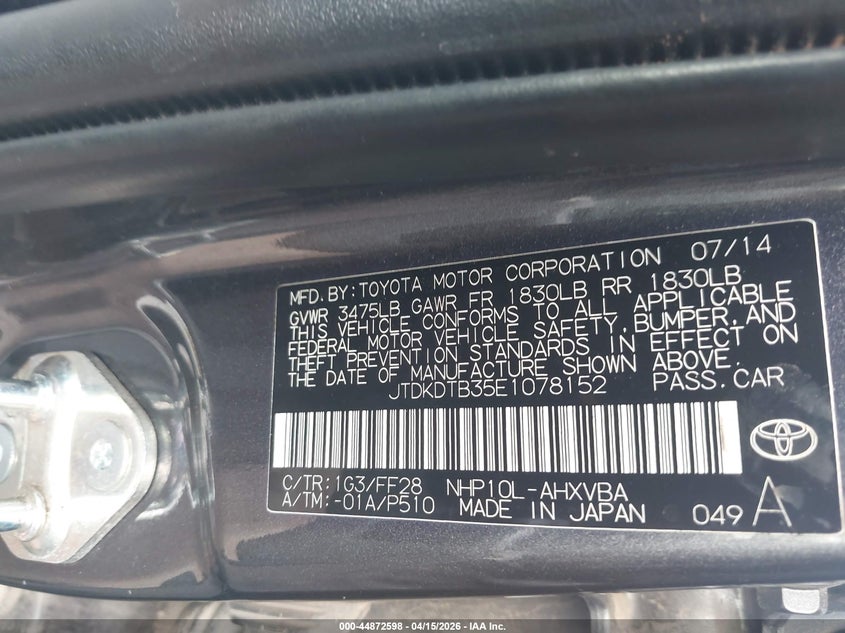 MFD. BY: TOYOTA MOTOR CORPORATION 07/14
GVWR 3475LB GAWR FR 1830LB RR 1830LB
THIS VEHICLE CONFORMS TO ALL APPLICABLE
FEDERAL MOTOR VEHICLE SAFETY, BUMPER, AND
THEFT PREVENTION STANDARDS IN EFFECT ON
THE DATE OF MANUFACTURE SHOWN ABOVE.
JTDKDTB35E1078152 PASS. CAR
C/TR: 1G3/FF28 NHP10L-AHXVBA
A/TM: -01A/P510 MADE IN JAPAN 049 A
000-44872598 - 04/15/2026 - IAA Inc.